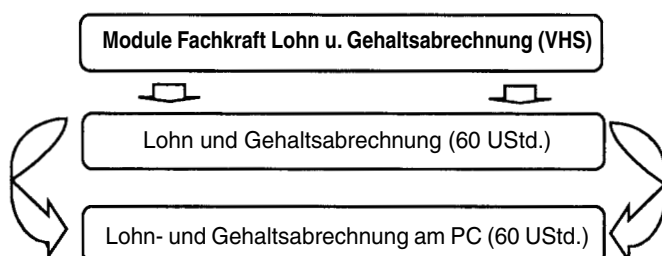 Module Fachkraft Lohn u. Gehaltsabrechnung (VHS)
Lohn und Gehaltsabrechnung (60 UStd.)
Lohn- und Gehaltsabrechnung am PC (60 UStd.)